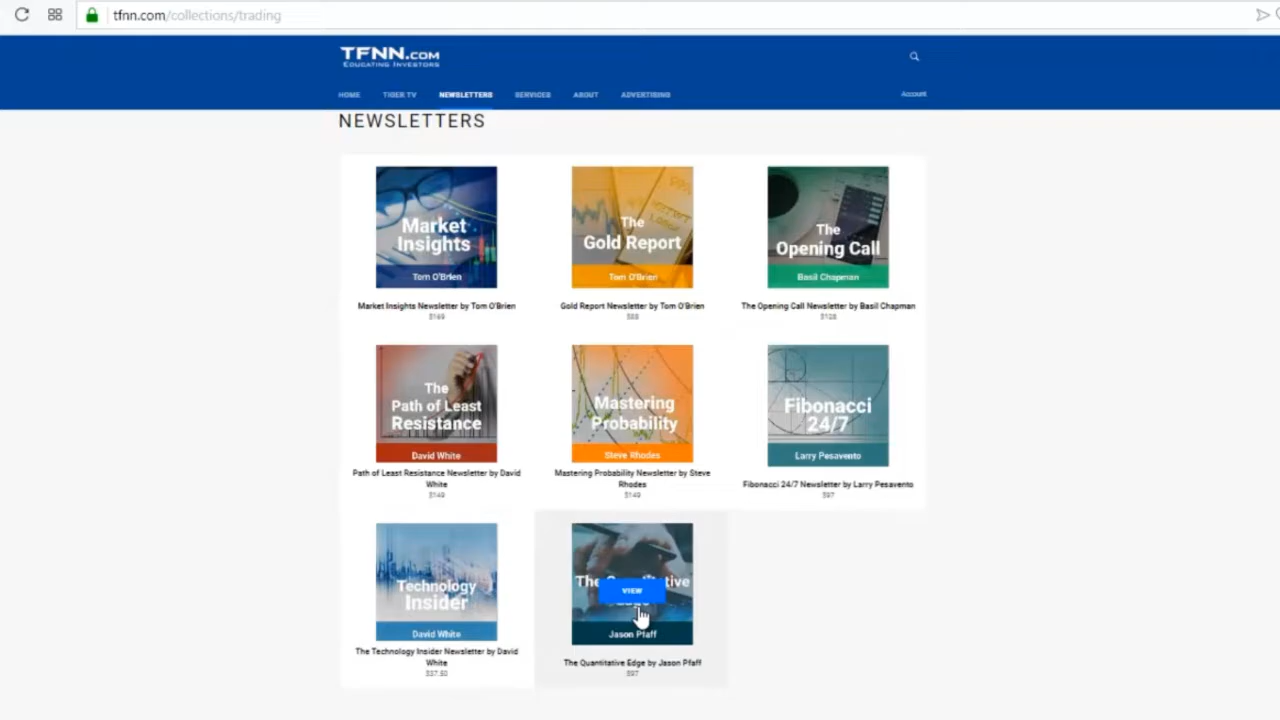 tfnn.com/collections/trading
TFNN.COM
EDUCATING INVESTORS
HOME TIGER TV NEWSLETTERS SERVICES ABOUT ADVERTISING Account
NEWSLETTERS
Market
Insights
Tom O'Brien
Market Insights Newsletter by Tom O'Brien
$169
The
Gold Report
Tom O'Brien
Gold Report Newsletter by Tom O'Brien
The
Opening Call
Basil Chapman
The Opening Call Newsletter by Basil Chapman
The
Path of Least
Resistance
David White
Path of Least Resistance Newsletter by David
White
$149
Mastering
Probability
Steve Rhodes
Mastering Probability Newsletter by Steve
Rhodes
$149
Fibonacci
24/7
Larry Pesavento
Fibonacci 24/7 Newsletter by Larry Pesavento
$97
Technology
Insider
David White
The Technology Insider Newsletter by David
White
$37.50
The
VIEW
Jason Pfaff
The Quantitative Edge by Jason Pfaff
$97